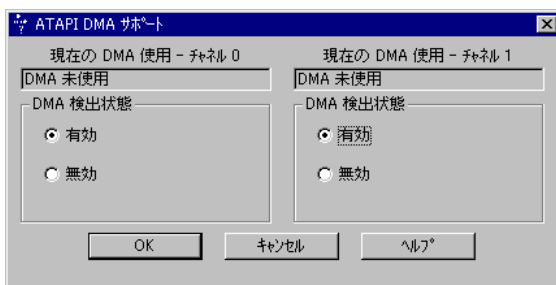 ATAPI DMA ｻﾎﾟｰﾄ
現在の DMA 使用 - ﾁｬﾈﾙ 0
現在の DMA 使用 - ﾁｬﾈﾙ 1
DMA 未使用
DMA 未使用
DMA 検出状態
DMA 検出状態
有効
有効
無効
無効
OK
ｷｬﾝｾﾙ
ﾍﾙﾌﾟ